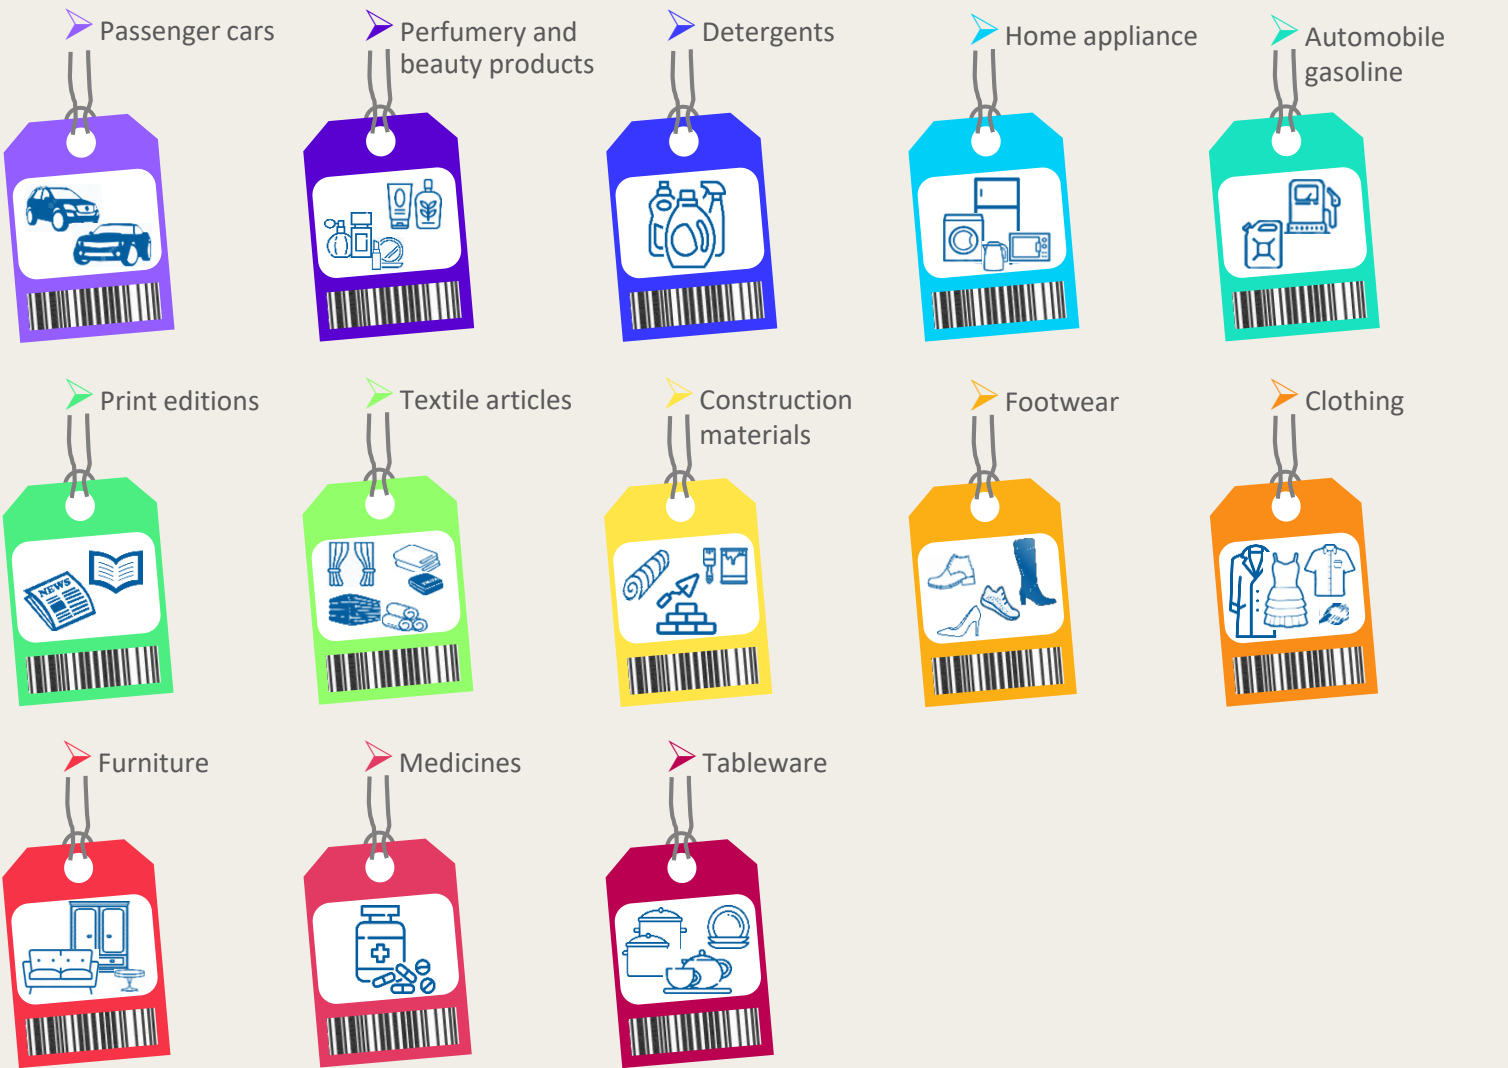 Passenger cars
Perfumery and
beauty products
Detergents
Home appliance
Automobile
gasoline
Print editions
NEWS
Textile articles
Construction
materials
Footwear
Clothing
Furniture
Medicines
Tableware